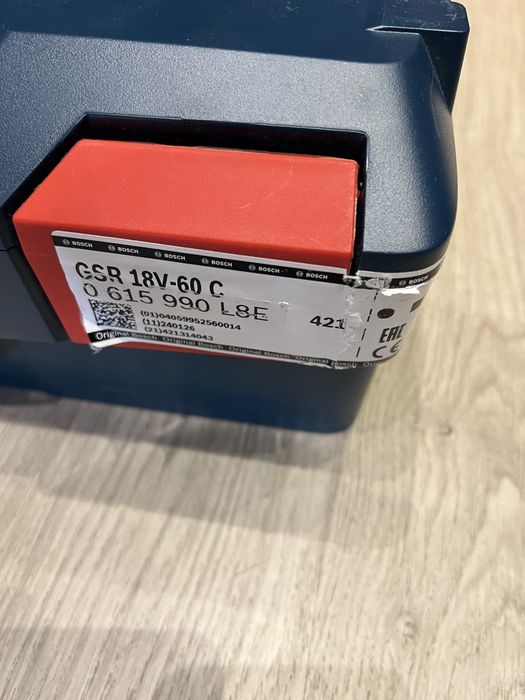 BOSCH BOSCH BOSCH BOSCH BOSCH BOSCH BOSCH
GSR 18V-60 C
0 615 990 L8E
421
(01)04059952560014
(11)240126
(21)421314043
EAC
CE
Original Bosch Original Bosch Original Bosch Original Bosch